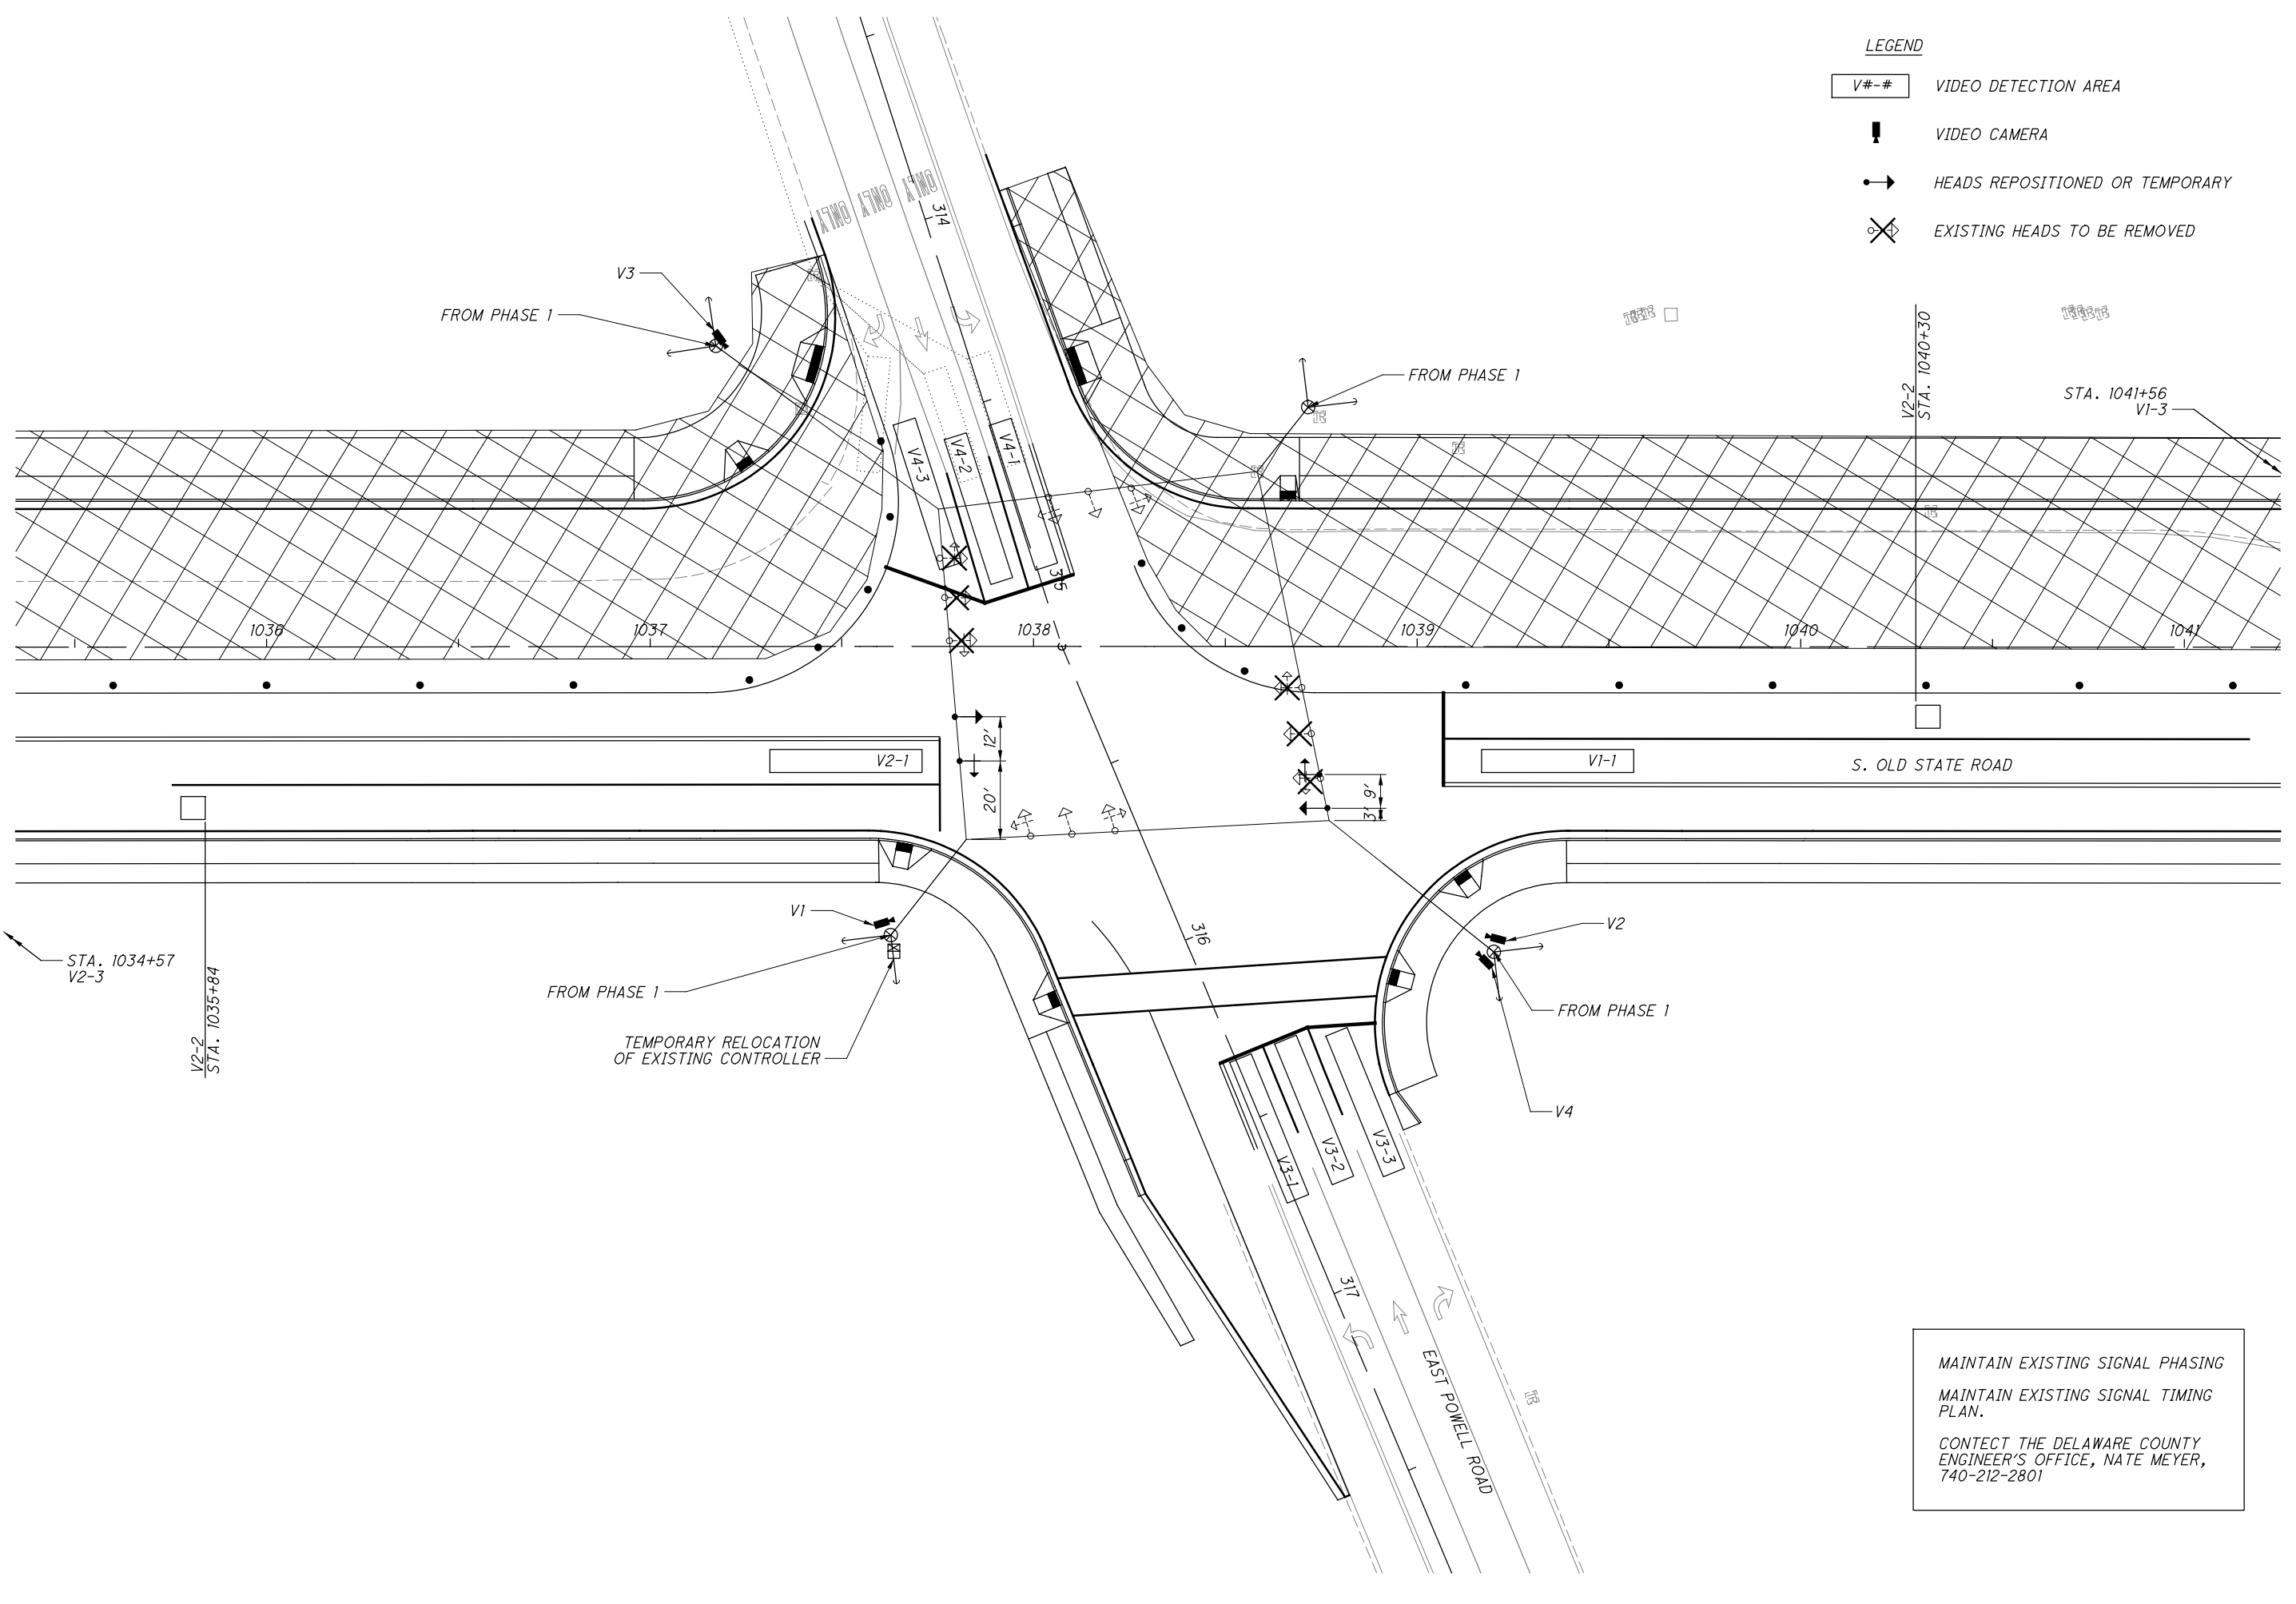 LEGEND
V#-# VIDEO DETECTION AREA
VIDEO CAMERA
HEADS REPOSITIONED OR TEMPORARY
EXISTING HEADS TO BE REMOVED
ONLY ONLY ONLY
314
V3
FROM PHASE 1
FROM PHASE 1
V2-2
STA. 1040+30
STA. 1041+56
V1-3
V4-3
V4-2
V4-1
315
1036
1037
1038
1039
1040
1041
12'
20'
9'
3'
V2-1
V1-1
S. OLD STATE ROAD
V1
V2
316
STA. 1034+57
V2-3
V2-2
STA. 1035+84
FROM PHASE 1
FROM PHASE 1
TEMPORARY RELOCATION
OF EXISTING CONTROLLER
V4
V3-1
V3-2
V3-3
317
EAST POWELL ROAD
MAINTAIN EXISTING SIGNAL PHASING
MAINTAIN EXISTING SIGNAL TIMING
PLAN.
CONTECT THE DELAWARE COUNTY
ENGINEER'S OFFICE, NATE MEYER,
740-212-2801